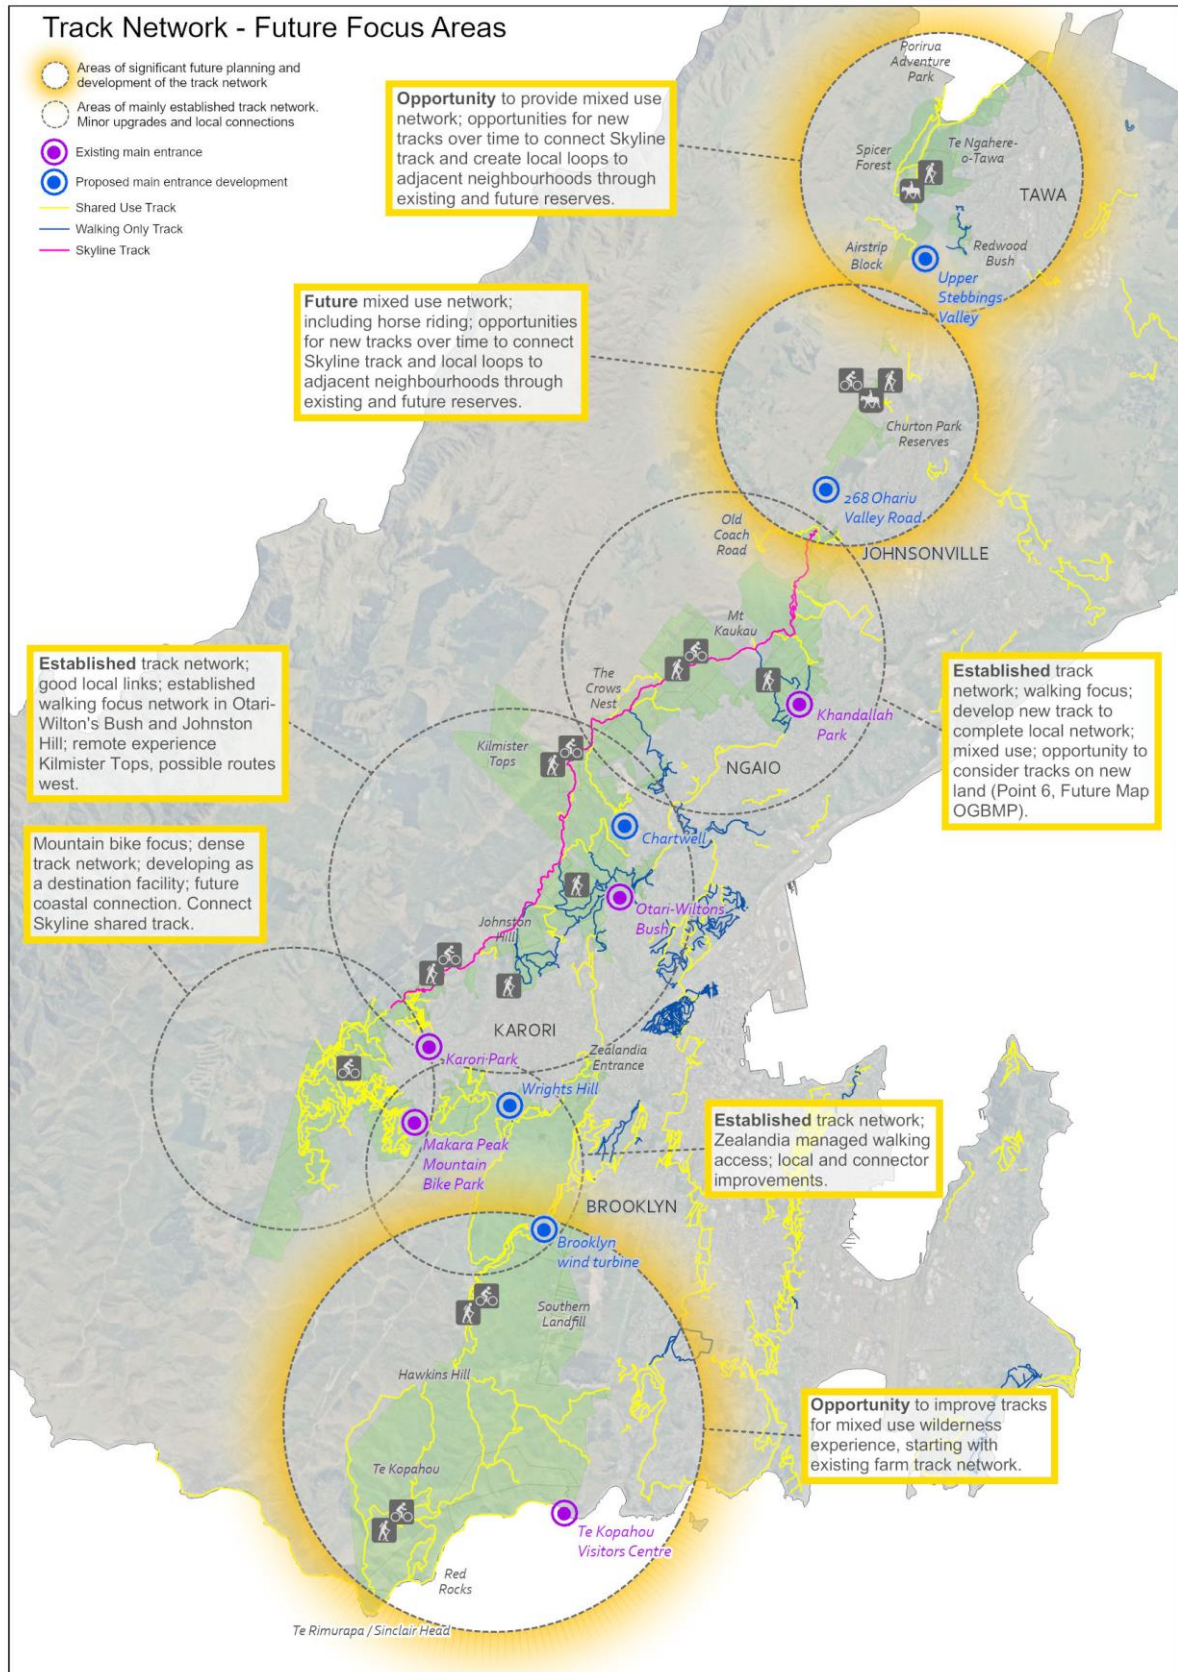 Track Network - Future Focus Areas
Areas of significant future planning and
development of the track network
Areas of mainly established track network.
Minor upgrades and local connections
Existing main entrance
Proposed main entrance development
Shared Use Track
Walking Only Track
Skyline Track
Porirua
Adventure
Park
Opportunity to provide mixed use
network; opportunities for new
tracks over time to connect Skyline
track and create local loops to
adjacent neighbourhoods through
existing and future reserves.
Spicer
Forest
Te Ngahere-
o-Tawa
TAWA
Airstrip
Block
Redwood
Bush
Upper
Stebbings
Valley
Future mixed use network;
including horse riding; opportunities
for new tracks over time to connect
Skyline track and local loops to
adjacent neighbourhoods through
existing and future reserves.
Churton Park
Reserves
268 Ohariu
Valley Road
Old
Coach
Road
JOHNSONVILLE
Mt
Kaukau
The
Crows
Nest
Khandallah
Park
Established track network;
good local links; established
walking focus network in Otari-
Wilton's Bush and Johnston
Hill; remote experience
Kilmister Tops, possible routes
west.
Established track
network; walking focus;
develop new track to
complete local network;
mixed use; opportunity to
consider tracks on new
land (Point 6, Future Map
OGBMP).
Kilmister
Tops
NGAIO
Chartwell
Mountain bike focus; dense
track network; developing as
a destination facility; future
coastal connection. Connect
Skyline shared track.
Otari-Wiltons
Bush
Johnston
Hill
KARORI
Zealandia
Entrance
Karori Park
Wrights Hill
Makara Peak
Mountain
Bike Park
Established track network;
Zealandia managed walking
access; local and connector
improvements.
BROOKLYN
Brooklyn
wind turbine
Southern
Landfill
Hawkins Hill
Opportunity to improve tracks
for mixed use wilderness
experience, starting with
existing farm track network.
Te Kopahou
Te Kopahou
Visitors Centre
Red
Rocks
Te Rimurapa / Sinclair Head